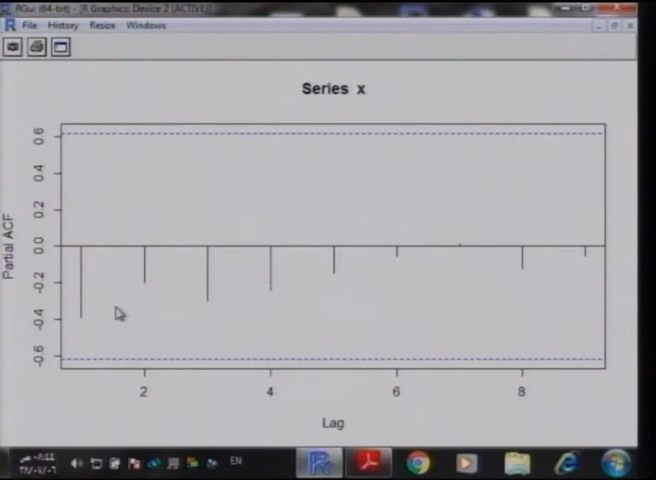 RGui (64-bit) - [R Graphics: Device 2 (ACTIVE)]
File History Resize Windows
Series x
Partial ACF
0.6
0.4
0.2
0.0
-0.2
-0.4
-0.6
2 4 6 8
Lag
EN